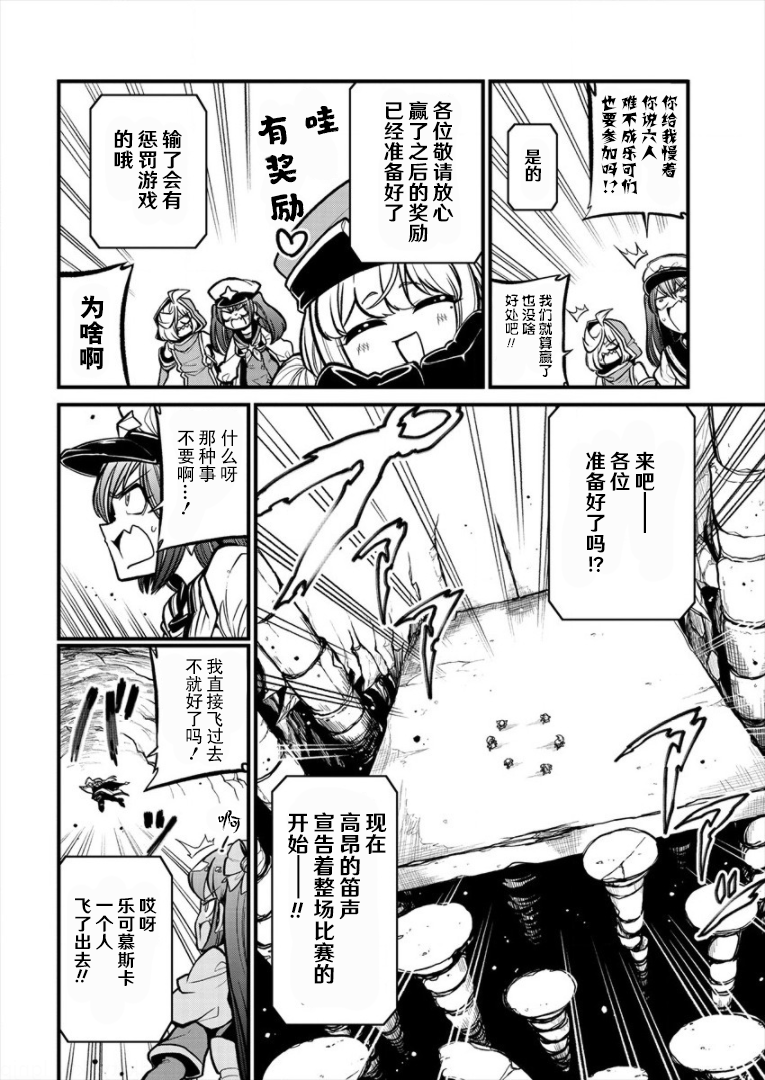 你给我慢着
你说六人
难不成乐可们
也要参加吗!?
是的
我们就算赢了
也没啥
好处吧!!
各位敬请放心
赢了之后的奖励
已经准备好了
哇
有奖励
输了会有
惩罚游戏
的哦
为啥啊
来吧——
各位
准备好了吗!?
什么呀
那种事
不要啊…!
现在
高昂的笛声
宣告着整场比赛的
开始——!!
我直接飞过去
不就好了吗!
啊
哎呀
乐可慕斯卡
一个人
飞了出去!!